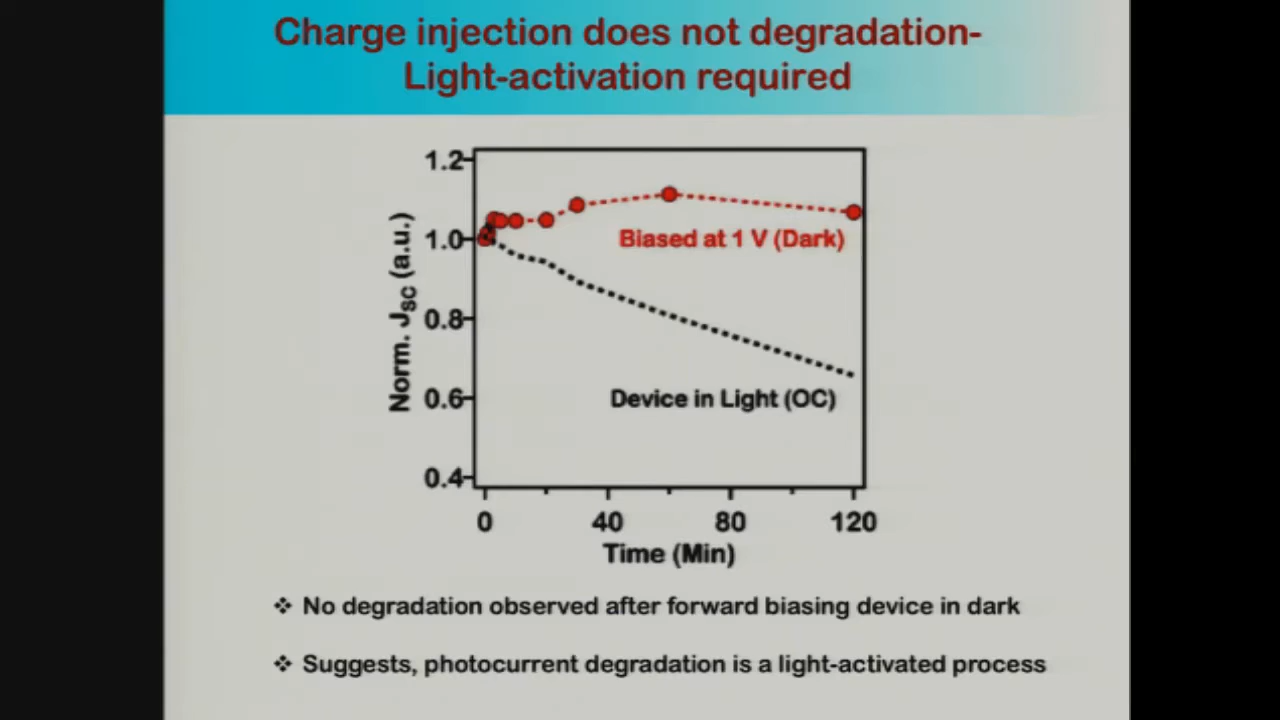 Charge injection does not degradation-
Light-activation required
1.2
1.0
0.8
0.6
0.4
Norm. JSC (a.u.)
Biased at 1 V (Dark)
Device in Light (OC)
0 40 80 120
Time (Min)
❖ No degradation observed after forward biasing device in dark
❖ Suggests, photocurrent degradation is a light-activated process